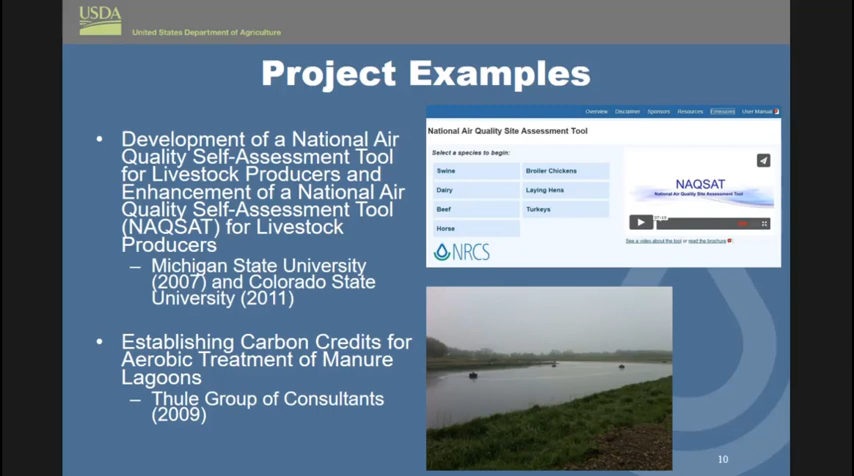 USDA
United States Department of Agriculture
Project Examples
• Development of a National Air
Quality Self-Assessment Tool
for Livestock Producers and
Enhancement of a National Air
Quality Self-Assessment Tool
(NAQSAT) for Livestock
Producers
– Michigan State University
(2007) and Colorado State
University (2011)
• Establishing Carbon Credits for
Aerobic Treatment of Manure
Lagoons
– Thule Group of Consultants
(2009)
Overview Disclaimer Sponsors Resources User Manual
National Air Quality Site Assessment Tool
Select a species to begin:
Swine Broiler Chickens
Dairy Laying Hens
Beef Turkeys
Horse
NRCS
NAQSAT
National Air Quality Site Assessment Tool
See a video about the tool or read the brochure
10